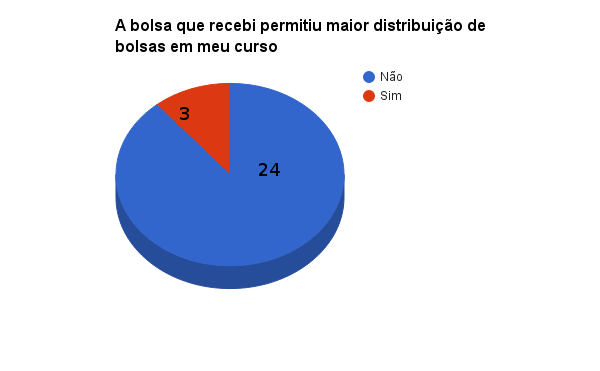 A bolsa que recebi permitiu maior distribuição de
bolsas em meu curso
Não
Sim
3
24